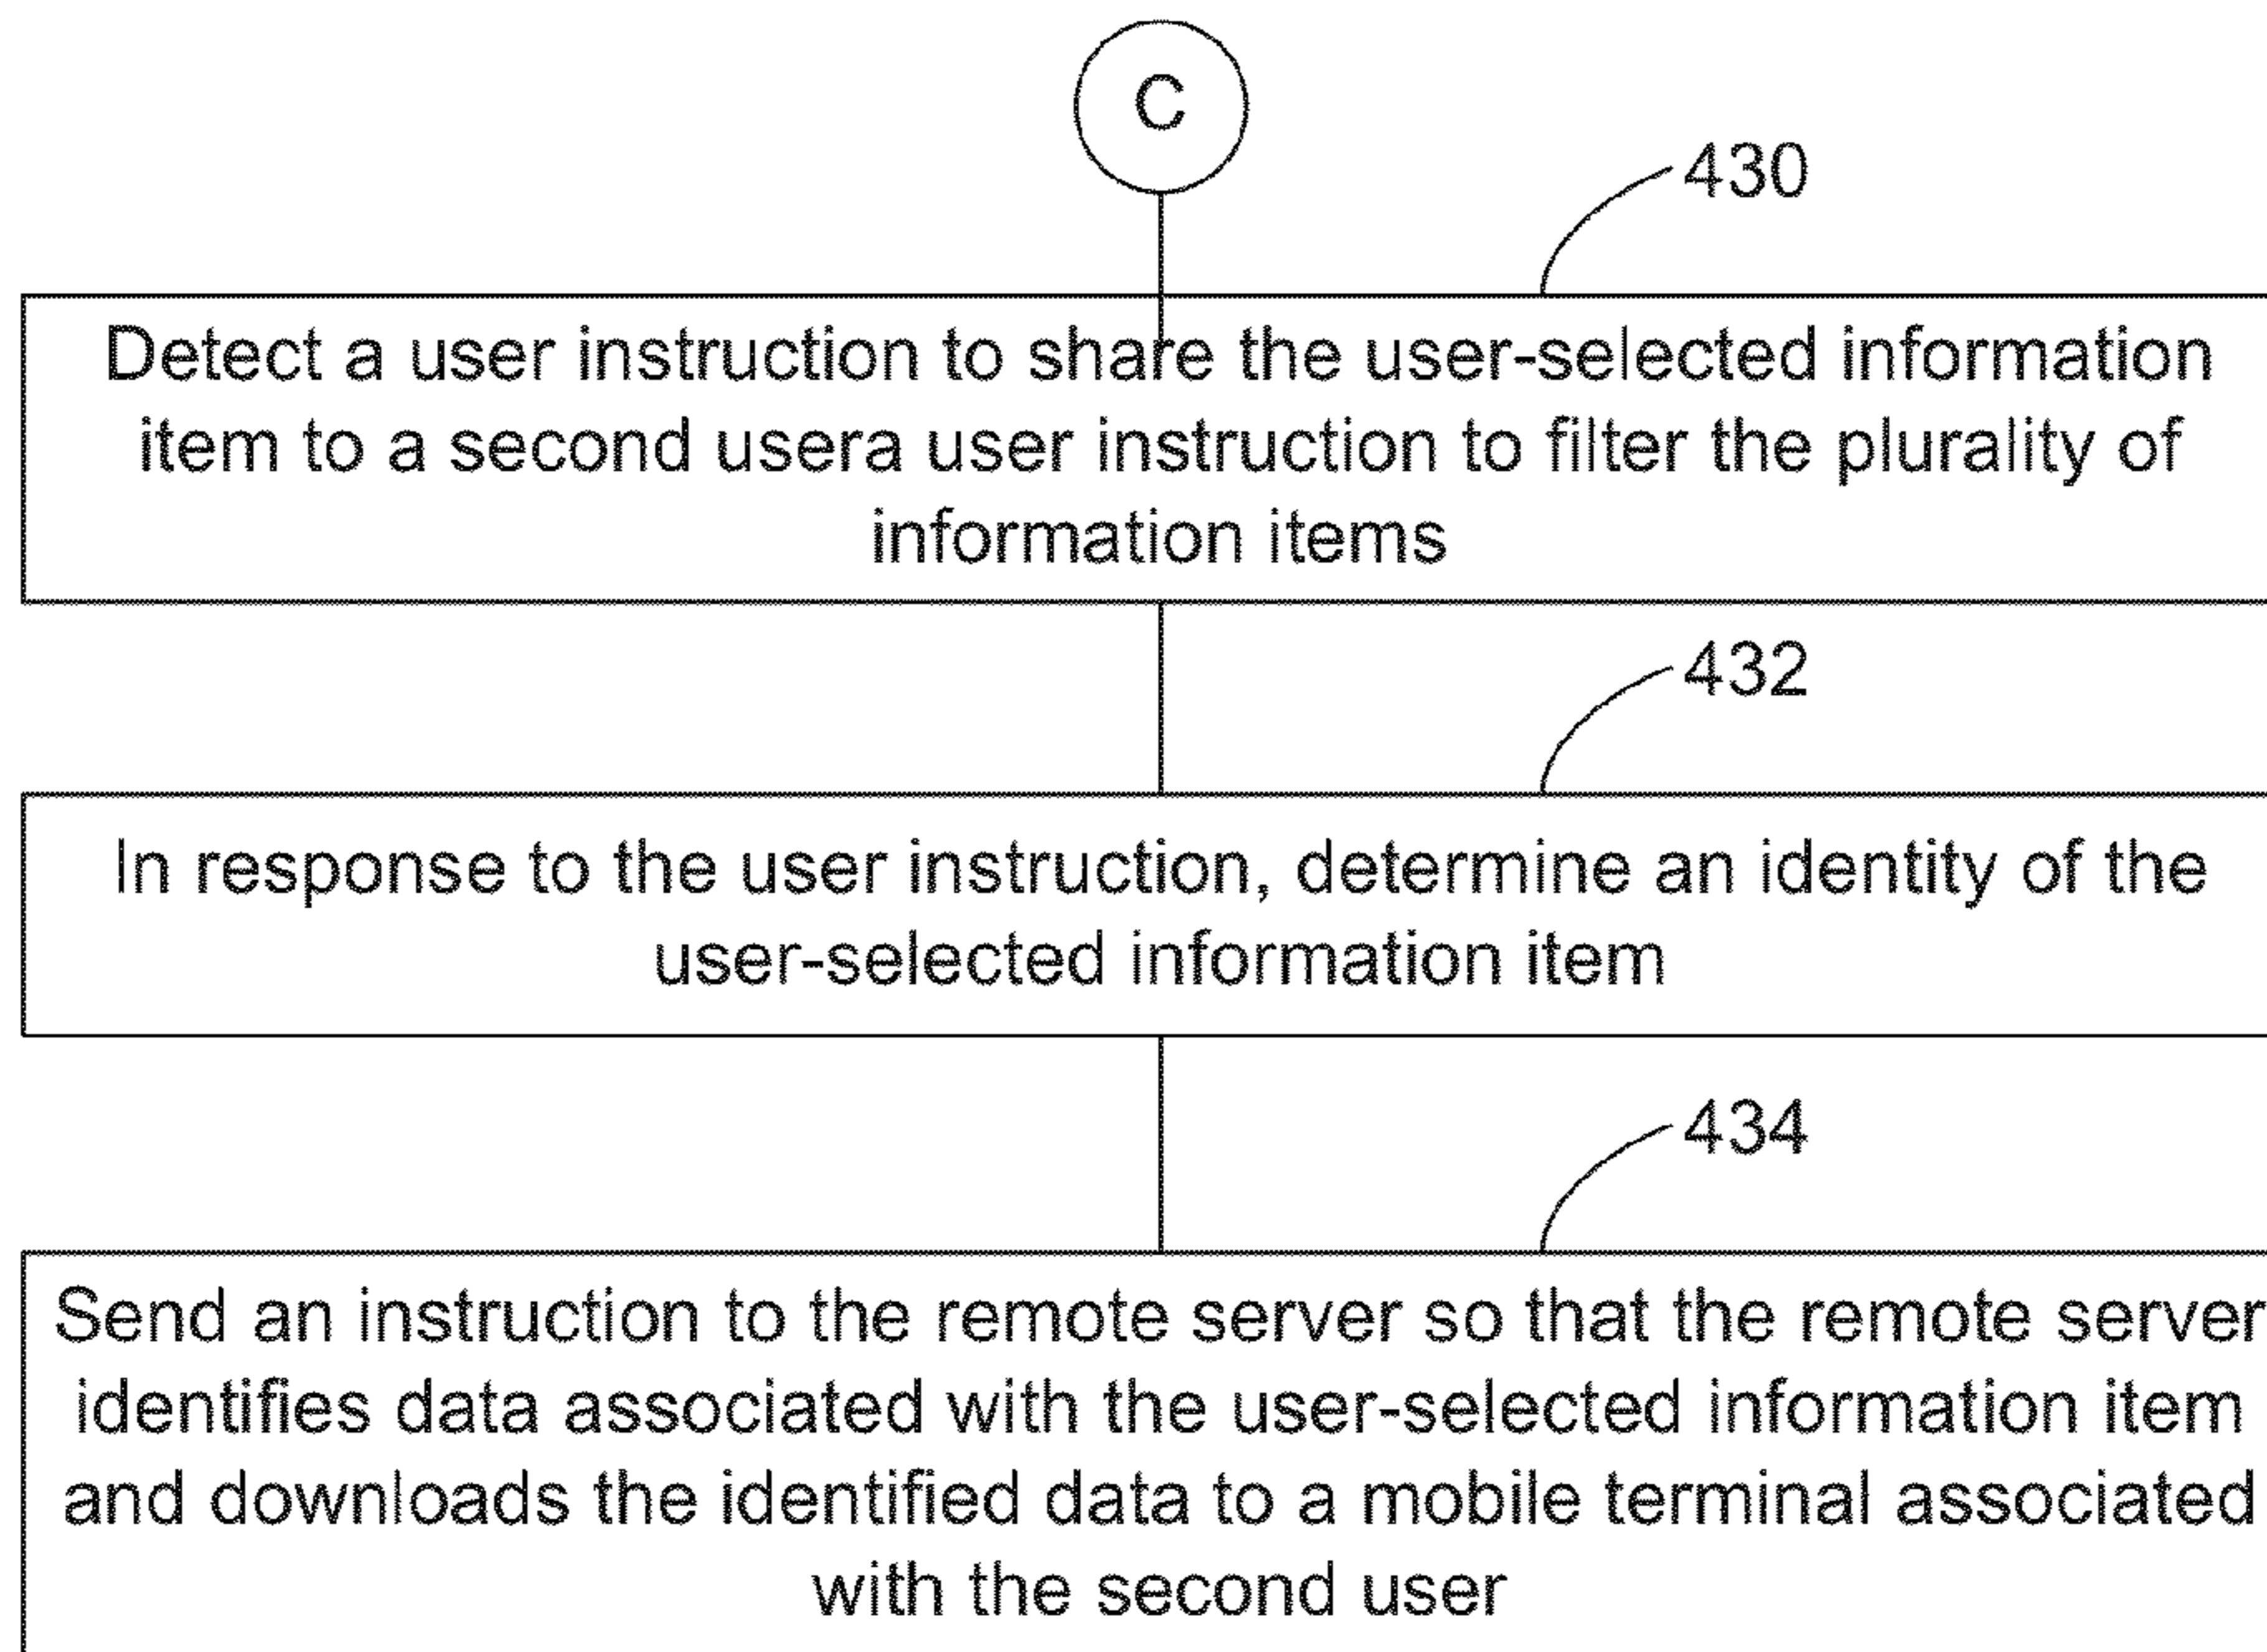 C
430
Detect a user instruction to share the user-selected information
item to a second usera user instruction to filter the plurality of
information items
432
In response to the user instruction, determine an identity of the
user-selected information item
434
Send an instruction to the remote server so that the remote server
identifies data associated with the user-selected information item
and downloads the identified data to a mobile terminal associated
with the second user